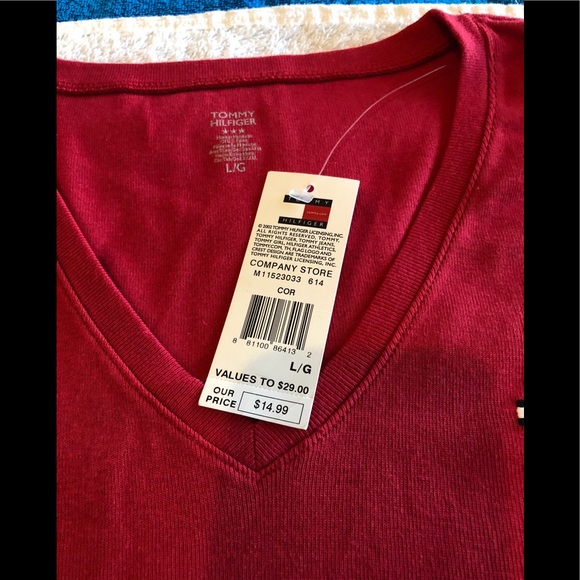 TOMMY
HILFIGER
★★★
L/G
TOMMY
HILFIGER
© 2002 TOMMY HILFIGER LICENSING, INC.
ALL RIGHTS RESERVED. TOMMY,
TOMMY HILFIGER, TOMMY JEANS,
TOMMY GIRL, HILFIGER ATHLETICS,
TOMMY.COM, TH, FLAG LOGO AND
CREST DESIGN ARE TRADEMARKS OF
TOMMY HILFIGER LICENSING, INC.
COMPANY STORE
M11523033 614
COR
8 81100 86413 2
L/G
VALUES TO $29.00
OUR
PRICE $14.99